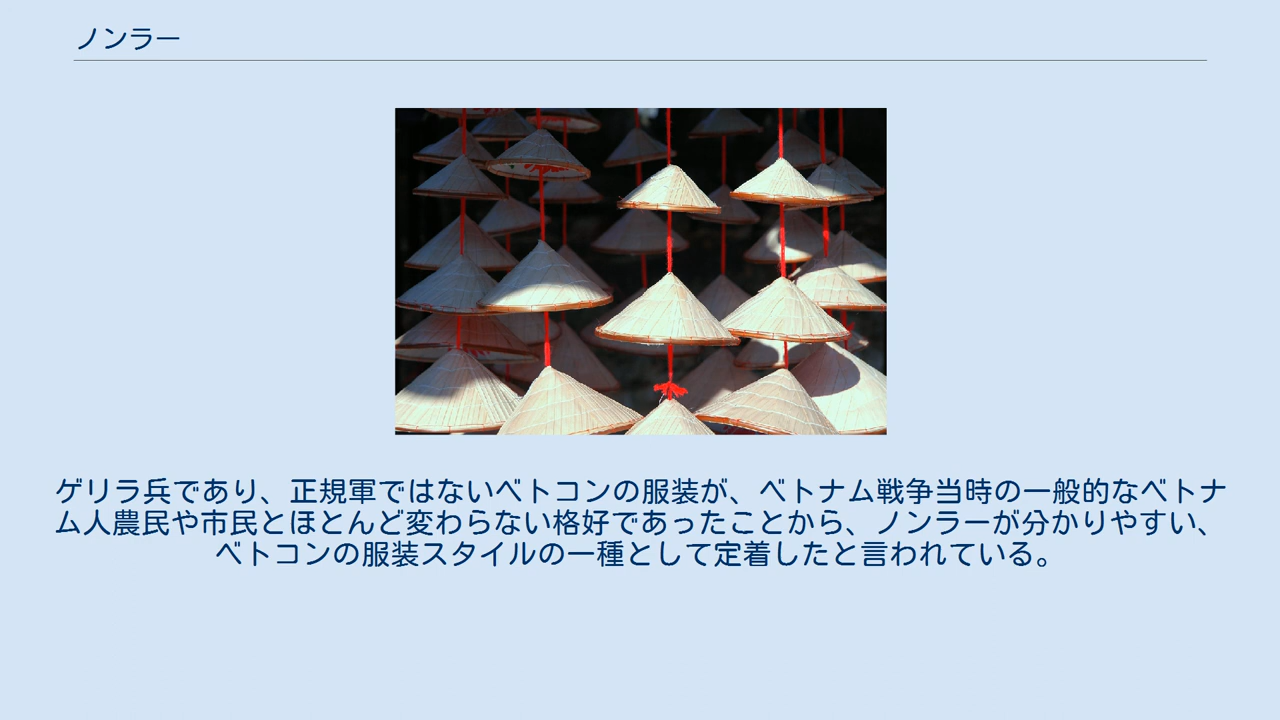 ノンラー
ゲリラ兵であり、正規軍ではないベトコンの服装が、ベトナム戦争当時の一般的なベトナ
ム人農民や市民とほとんど変わらない格好であったことから、ノンラーが分かりやすい、
ベトコンの服装スタイルの一種として定着したと言われている。